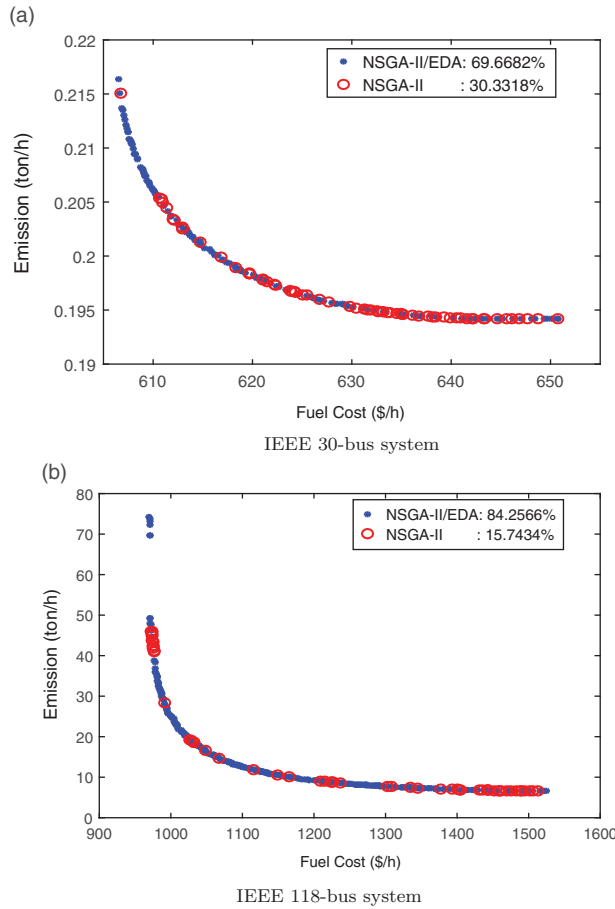 (a)
0.22
0.215
0.21
0.205
0.2
0.195
0.19
Emission (ton/h)
NSGA-II/EDA: 69.6682%
NSGA-II : 30.3318%
610 620 630 640 650
Fuel Cost ($/h)
IEEE 30-bus system
(b)
80
70
60
50
40
30
20
10
0
Emission (ton/h)
NSGA-II/EDA: 84.2566%
NSGA-II : 15.7434%
900 1000 1100 1200 1300 1400 1500 1600
Fuel Cost ($/h)
IEEE 118-bus system